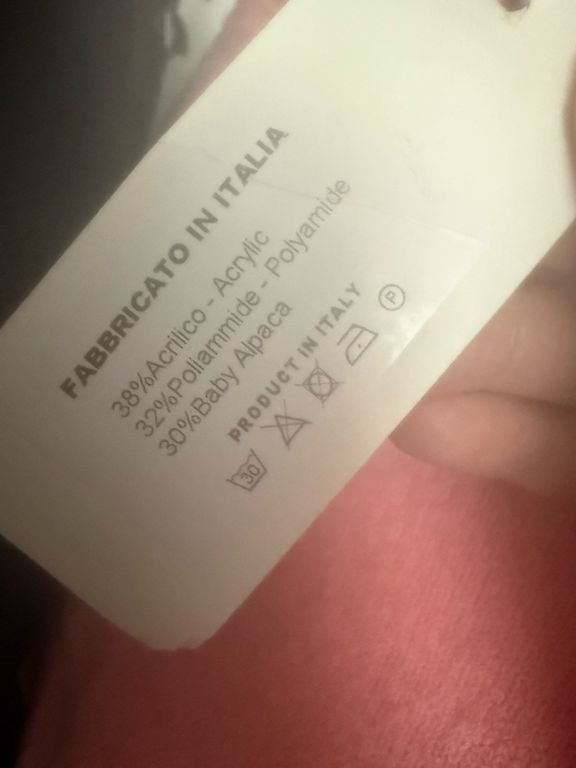 FABBRICATO IN ITALIA
38%Acrilico - Acrylic
32%Poliammide - Polyamide
30%Baby Alpaca
PRODUCT IN ITALY
30 P